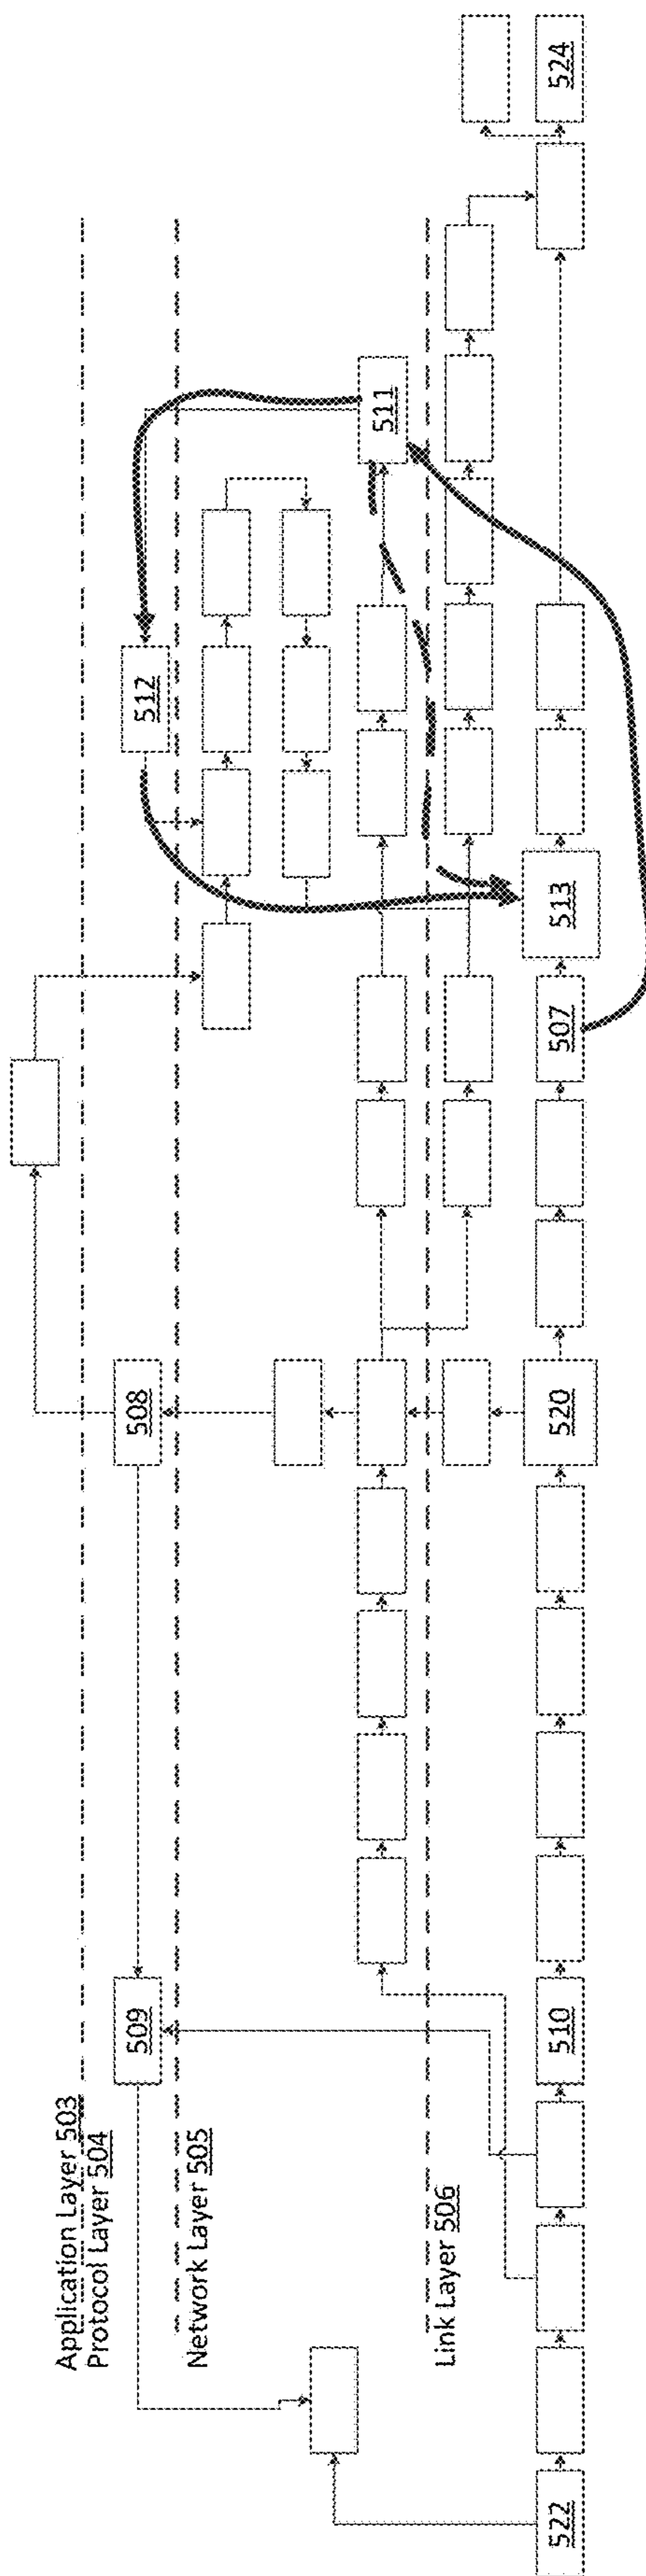 Application Layer 503
Protocol Layer 504
Network Layer 505
Link Layer 506
508
509
512
511
513
507
520
510
522
524